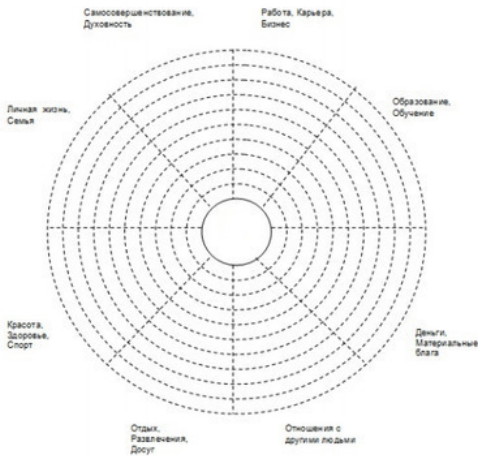 Самосовершенствование,
Духовность
Работа, Карьера,
Бизнес
Образование,
Обучение
Личная жизнь,
Семья
Красота,
Здоровье,
Спорт
Деньги,
Материальные
блага
Отдых,
Развлечения,
Досуг
Отношения с
другими людьми